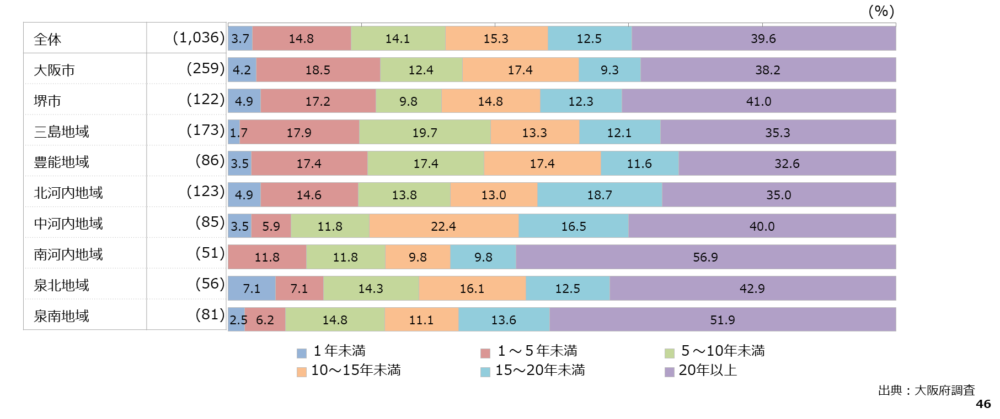 (%)
全体 (1,036) 3.7 14.8 14.1 15.3 12.5 39.6
大阪市 (259) 4.2 18.5 12.4 17.4 9.3 38.2
堺市 (122) 4.9 17.2 9.8 14.8 12.3 41.0
三島地域 (173) 1.7 17.9 19.7 13.3 12.1 35.3
豊能地域 (86) 3.5 17.4 17.4 17.4 11.6 32.6
北河内地域 (123) 4.9 14.6 13.8 13.0 18.7 35.0
中河内地域 (85) 3.5 5.9 11.8 22.4 16.5 40.0
南河内地域 (51) 11.8 11.8 9.8 9.8 56.9
泉北地域 (56) 7.1 7.1 14.3 16.1 12.5 42.9
泉南地域 (81) 2.5 6.2 14.8 11.1 13.6 51.9
１年未満 １～５年未満 ５～10年未満
10～15年未満 15～20年未満 20年以上
出典：大阪府調査
46